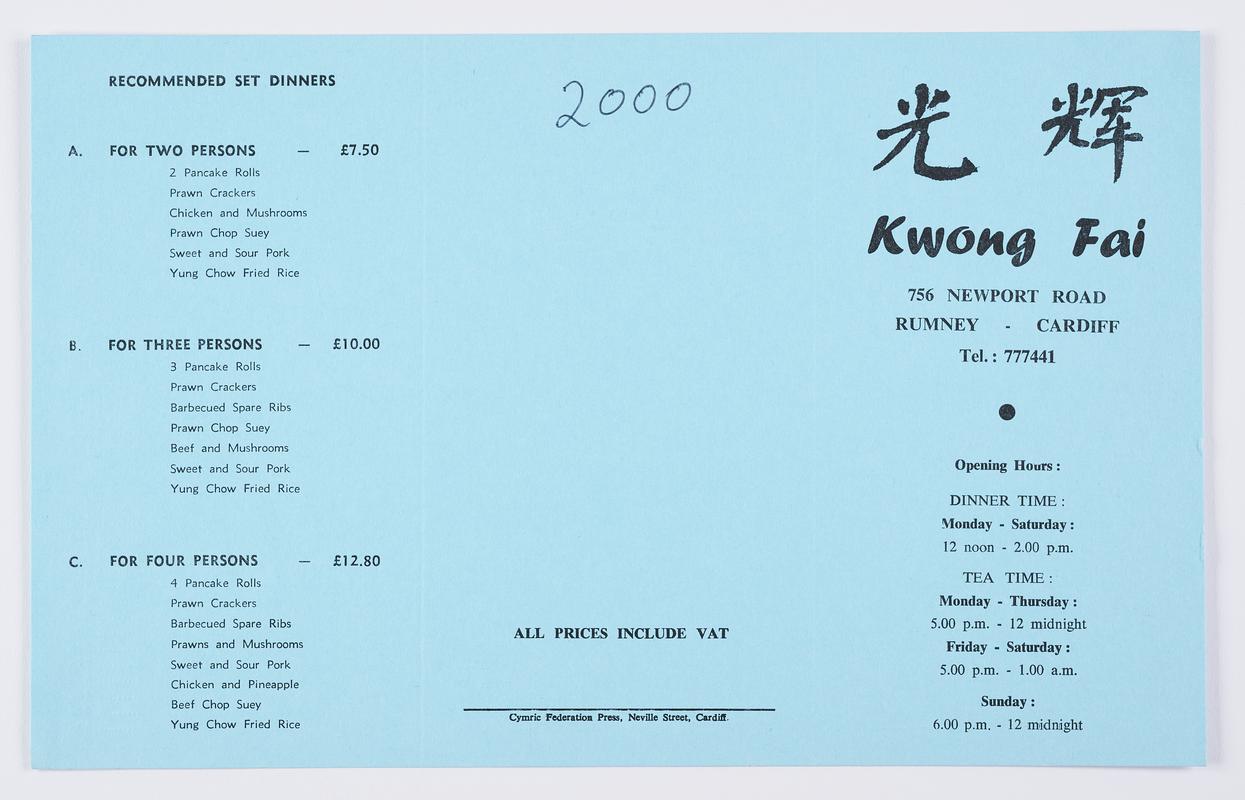 RECOMMENDED SET DINNERS
A. FOR TWO PERSONS — £7.50
2 Pancake Rolls
Prawn Crackers
Chicken and Mushrooms
Prawn Chop Suey
Sweet and Sour Pork
Yung Chow Fried Rice
B. FOR THREE PERSONS — £10.00
3 Pancake Rolls
Prawn Crackers
Barbecued Spare Ribs
Prawn Chop Suey
Beef and Mushrooms
Sweet and Sour Pork
Yung Chow Fried Rice
C. FOR FOUR PERSONS — £12.80
4 Pancake Rolls
Prawn Crackers
Barbecued Spare Ribs
Prawns and Mushrooms
Sweet and Sour Pork
Chicken and Pineapple
Beef Chop Suey
Yung Chow Fried Rice
2000
ALL PRICES INCLUDE VAT
Cymric Federation Press, Neville Street, Cardiff.
光 辉
Kwong Fai
756 NEWPORT ROAD
RUMNEY - CARDIFF
Tel.: 777441
Opening Hours:
DINNER TIME:
Monday - Saturday:
12 noon - 2.00 p.m.
TEA TIME:
Monday - Thursday:
5.00 p.m. - 12 midnight
Friday - Saturday:
5.00 p.m. - 1.00 a.m.
Sunday:
6.00 p.m. - 12 midnight